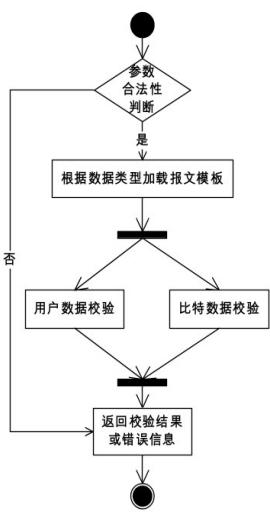 参数
合法性
判断
是
根据数据类型加载报文模板
否
用户数据校验
比特数据校验
返回校验结果
或错误信息